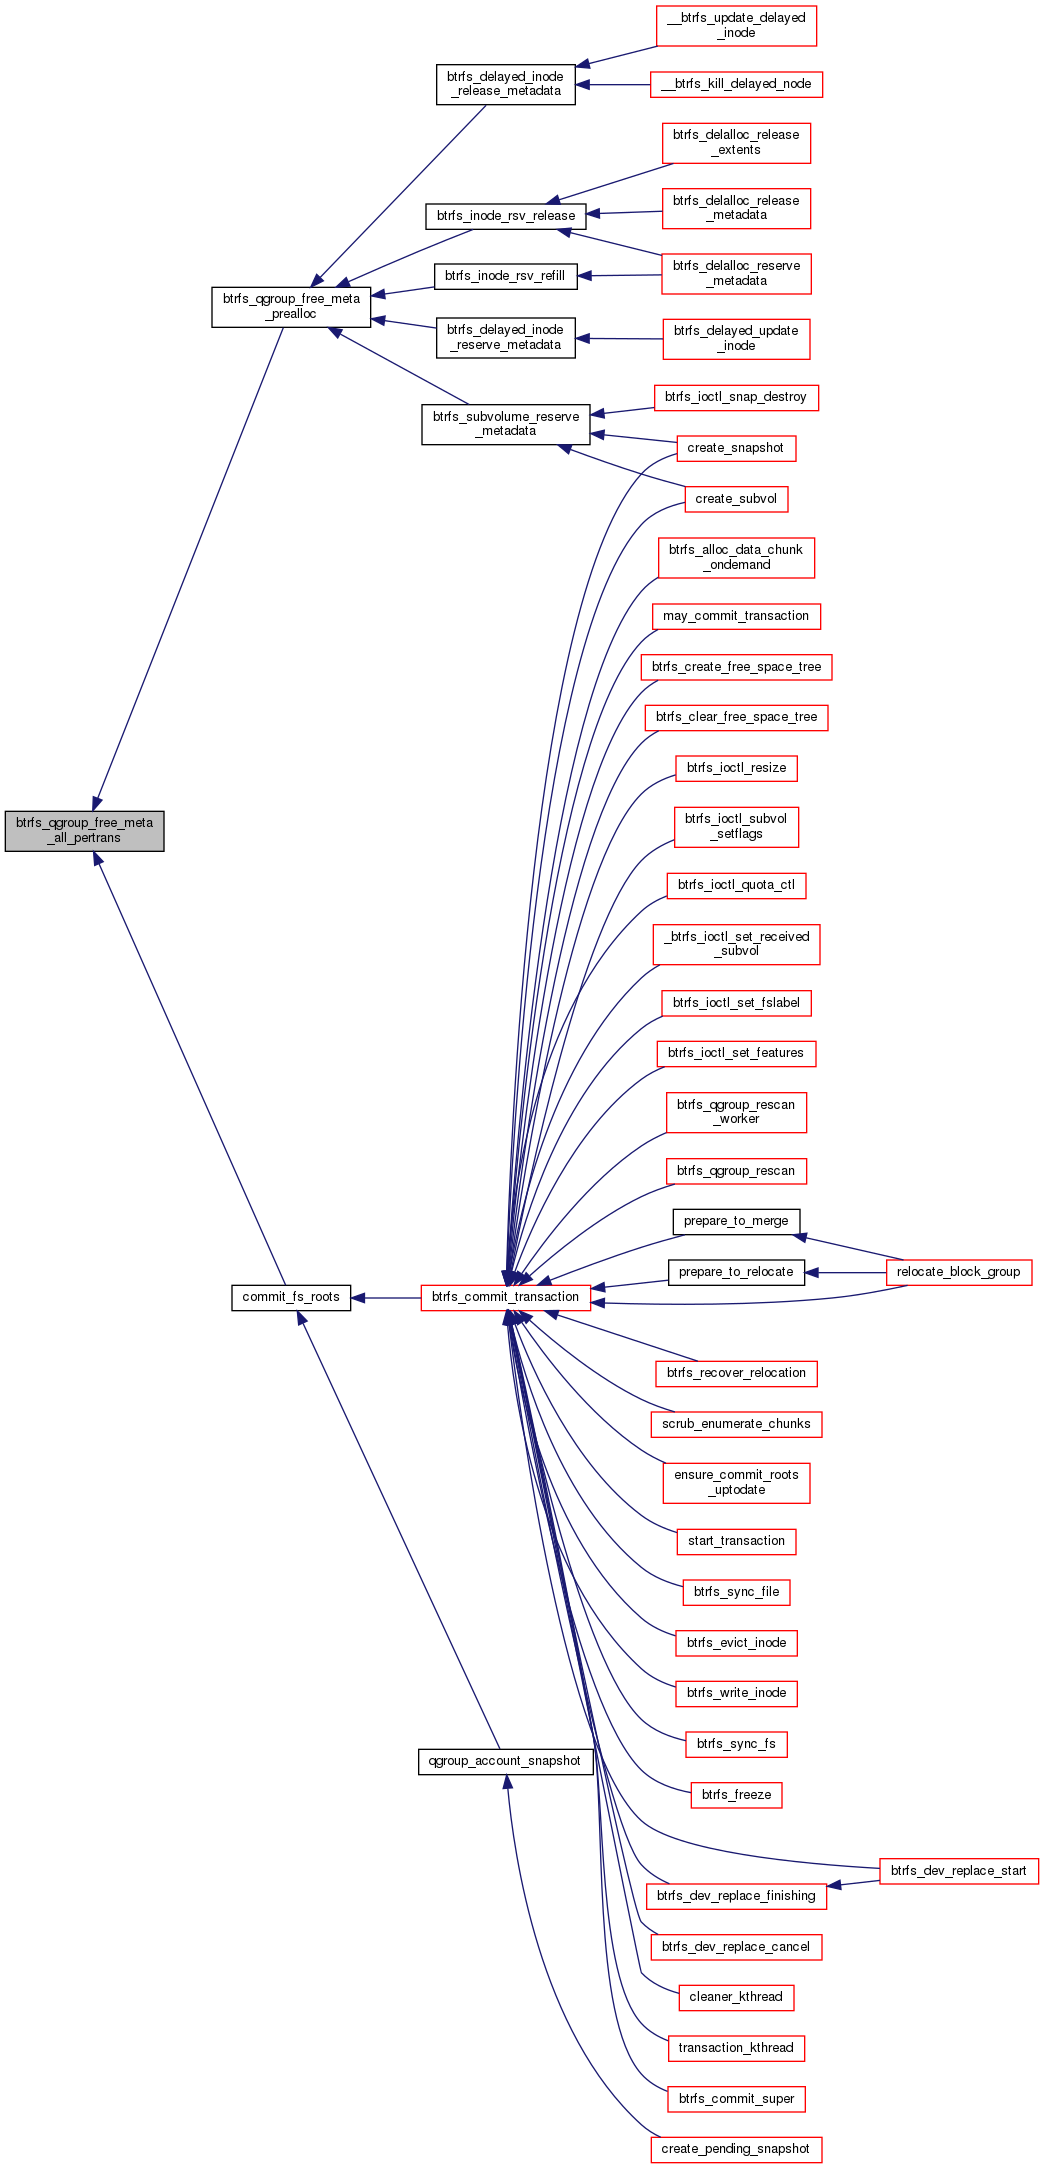 __btrfs_update_delayed
_inode
btrfs_delayed_inode
_release_metadata
__btrfs_kill_delayed_node
btrfs_delalloc_release
_extents
btrfs_delalloc_release
_metadata
btrfs_inode_rsv_release
btrfs_delalloc_reserve
_metadata
btrfs_inode_rsv_refill
btrfs_qgroup_free_meta
_prealloc
btrfs_delayed_inode
_reserve_metadata
btrfs_delayed_update
_inode
btrfs_ioctl_snap_destroy
btrfs_subvolume_reserve
_metadata
create_snapshot
create_subvol
btrfs_alloc_data_chunk
_ondemand
may_commit_transaction
btrfs_create_free_space_tree
btrfs_clear_free_space_tree
btrfs_ioctl_resize
btrfs_qgroup_free_meta
_all_pertrans
btrfs_ioctl_subvol
_setflags
btrfs_ioctl_quota_ctl
_btrfs_ioctl_set_received
_subvol
btrfs_ioctl_set_fslabel
btrfs_ioctl_set_features
btrfs_qgroup_rescan
_worker
btrfs_qgroup_rescan
prepare_to_merge
prepare_to_relocate
relocate_block_group
commit_fs_roots
btrfs_commit_transaction
btrfs_recover_relocation
scrub_enumerate_chunks
ensure_commit_roots
_uptodate
start_transaction
btrfs_sync_file
btrfs_evict_inode
btrfs_write_inode
btrfs_sync_fs
qgroup_account_snapshot
btrfs_freeze
btrfs_dev_replace_start
btrfs_dev_replace_finishing
btrfs_dev_replace_cancel
cleaner_kthread
transaction_kthread
btrfs_commit_super
create_pending_snapshot